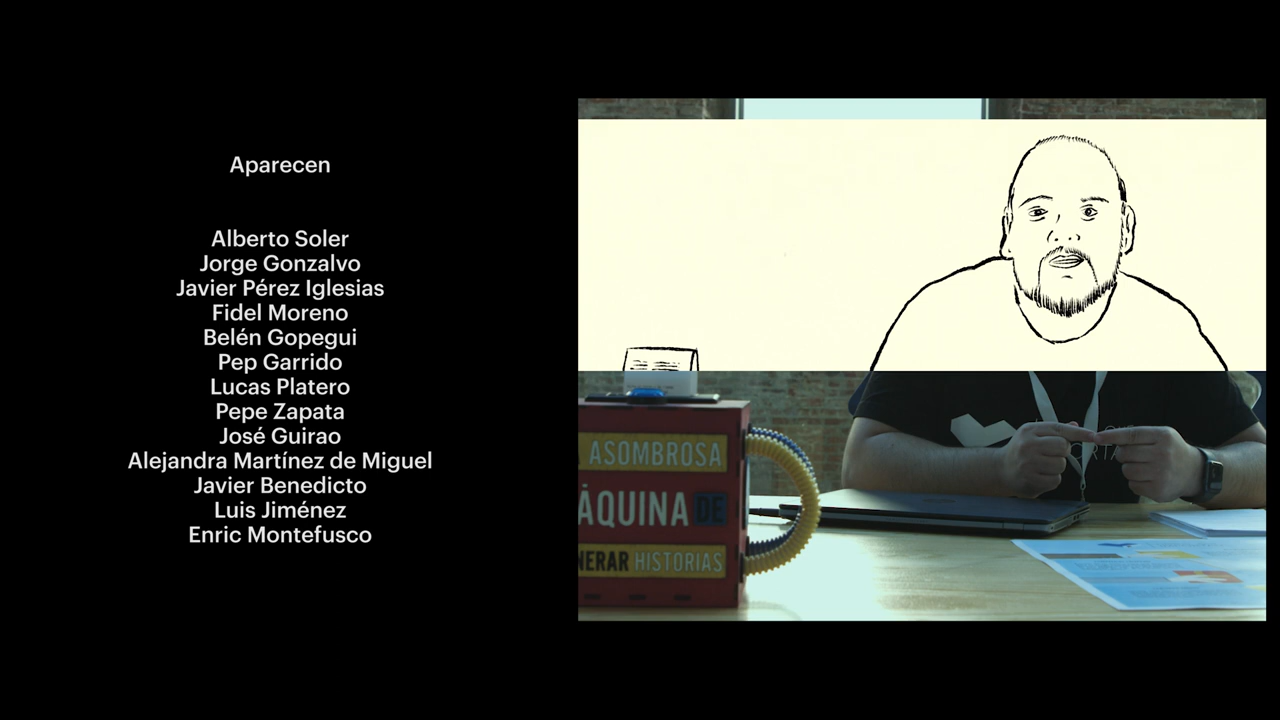 Aparecen
Alberto Soler
Jorge Gonzalvo
Javier Pérez Iglesias
Fidel Moreno
Belén Gopegui
Pep Garrido
Lucas Platero
Pepe Zapata
José Guirao
Alejandra Martínez de Miguel
Javier Benedicto
Luis Jiménez
Enric Montefusco
ASOMBROSA
ÁQUINA DE
NERAR HISTORIAS